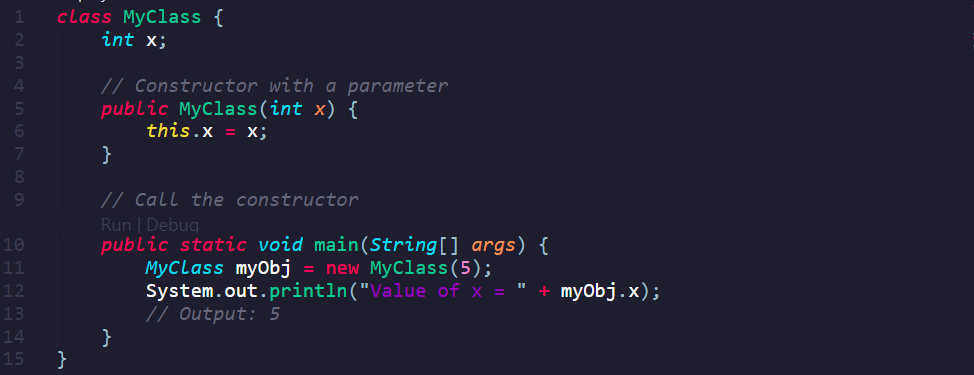 1 class MyClass {
2     int x;
3
4     // Constructor with a parameter
5     public MyClass(int x) {
6         this.x = x;
7     }
8
9     // Call the constructor
Run | Debug
10     public static void main(String[] args) {
11         MyClass myObj = new MyClass(5);
12         System.out.println("Value of x = " + myObj.x);
13         // Output: 5
14     }
15 }